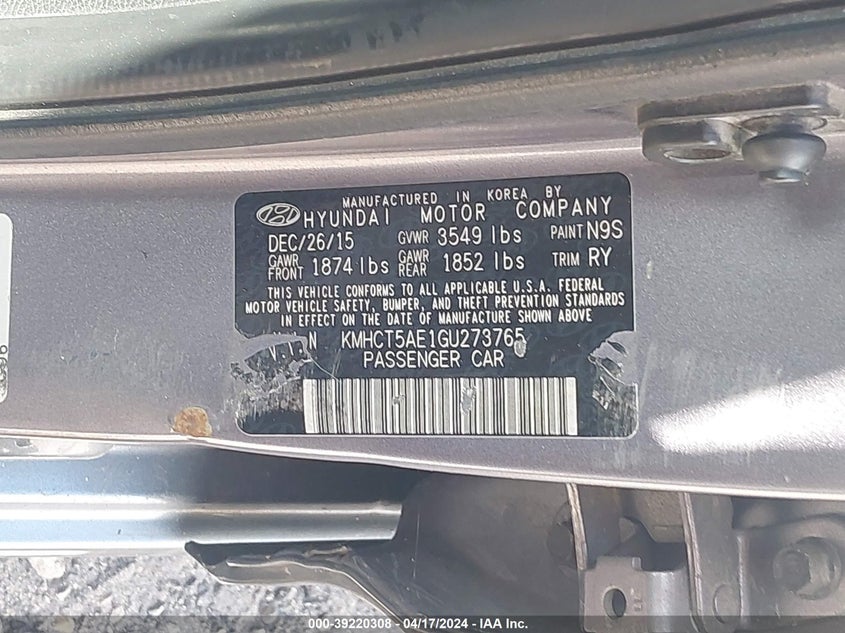 MANUFACTURED IN KOREA BY
HYUNDAI MOTOR COMPANY
DEC/26/15 GVWR 3549 lbs PAINT N9S
GAWR FRONT 1874 lbs GAWR REAR 1852 lbs TRIM RY
THIS VEHICLE CONFORMS TO ALL APPLICABLE U.S.A. FEDERAL
MOTOR VEHICLE SAFETY, BUMPER, AND THEFT PREVENTION STANDARDS
IN EFFECT ON THE DATE OF MANUFACTURE SHOWN ABOVE
KMHCT5AE1GU273765
PASSENGER CAR
000-39220308 - 04/17/2024 - IAA Inc.